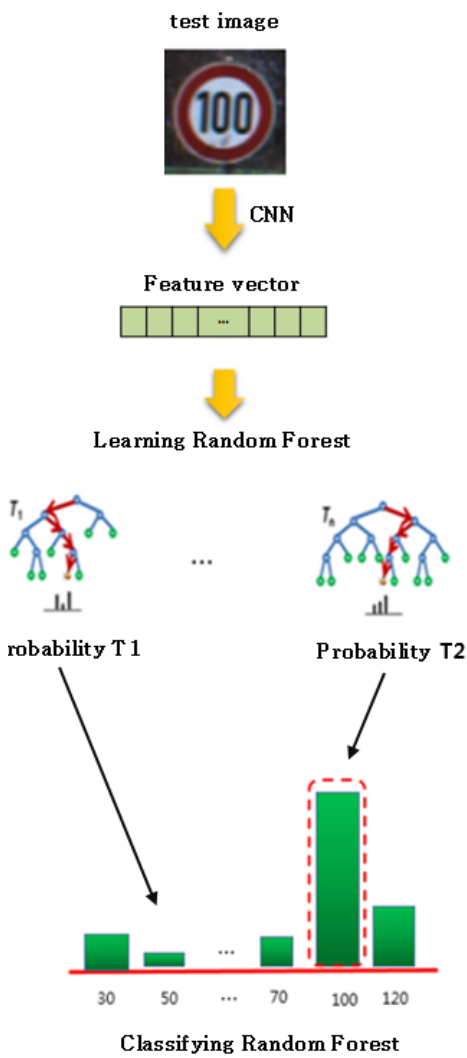 test image
100
CNN
Feature vector
...
Learning Random Forest
T1 ... Tn
robability T1 Probability T2
...
30 50 ... 70 100 120
Classifying Random Forest